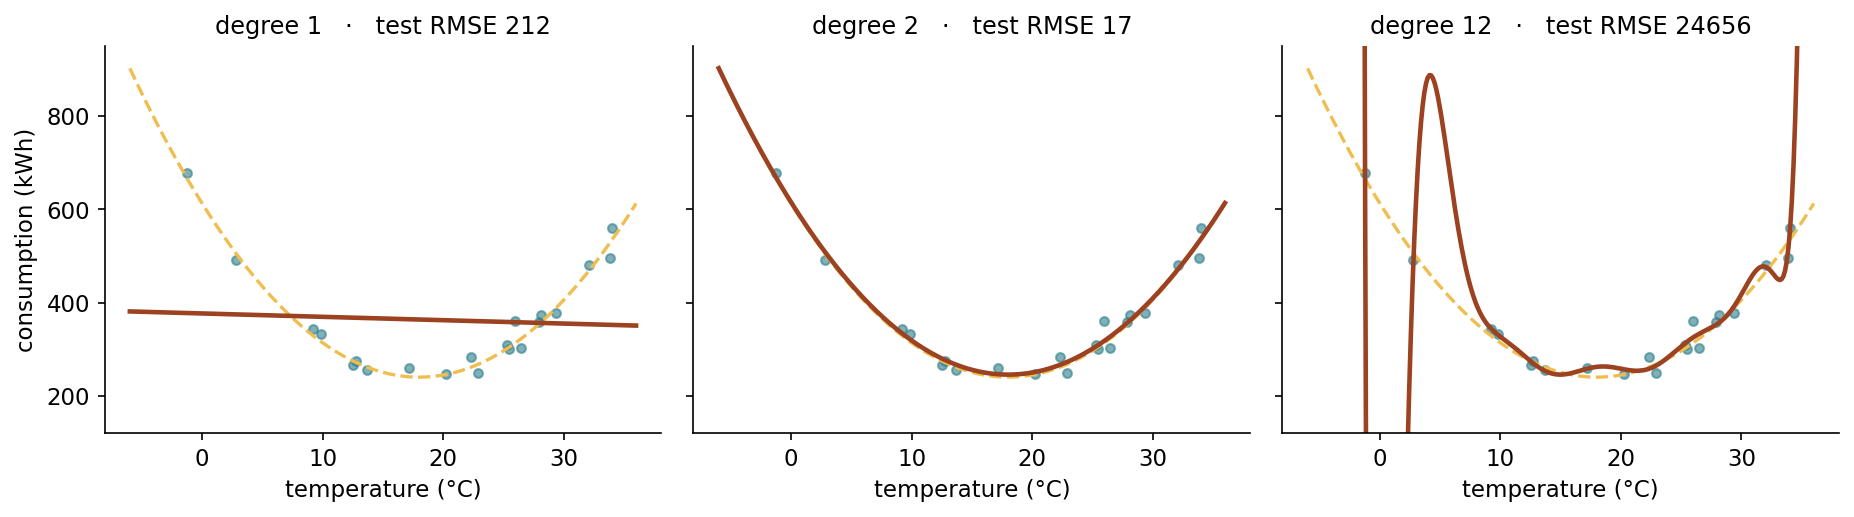 degree 1 · test RMSE 212
degree 2 · test RMSE 17
degree 12 · test RMSE 24656
consumption (kWh)
800
600
400
200
0 10 20 30
0 10 20 30
0 10 20 30
temperature (°C)
temperature (°C)
temperature (°C)